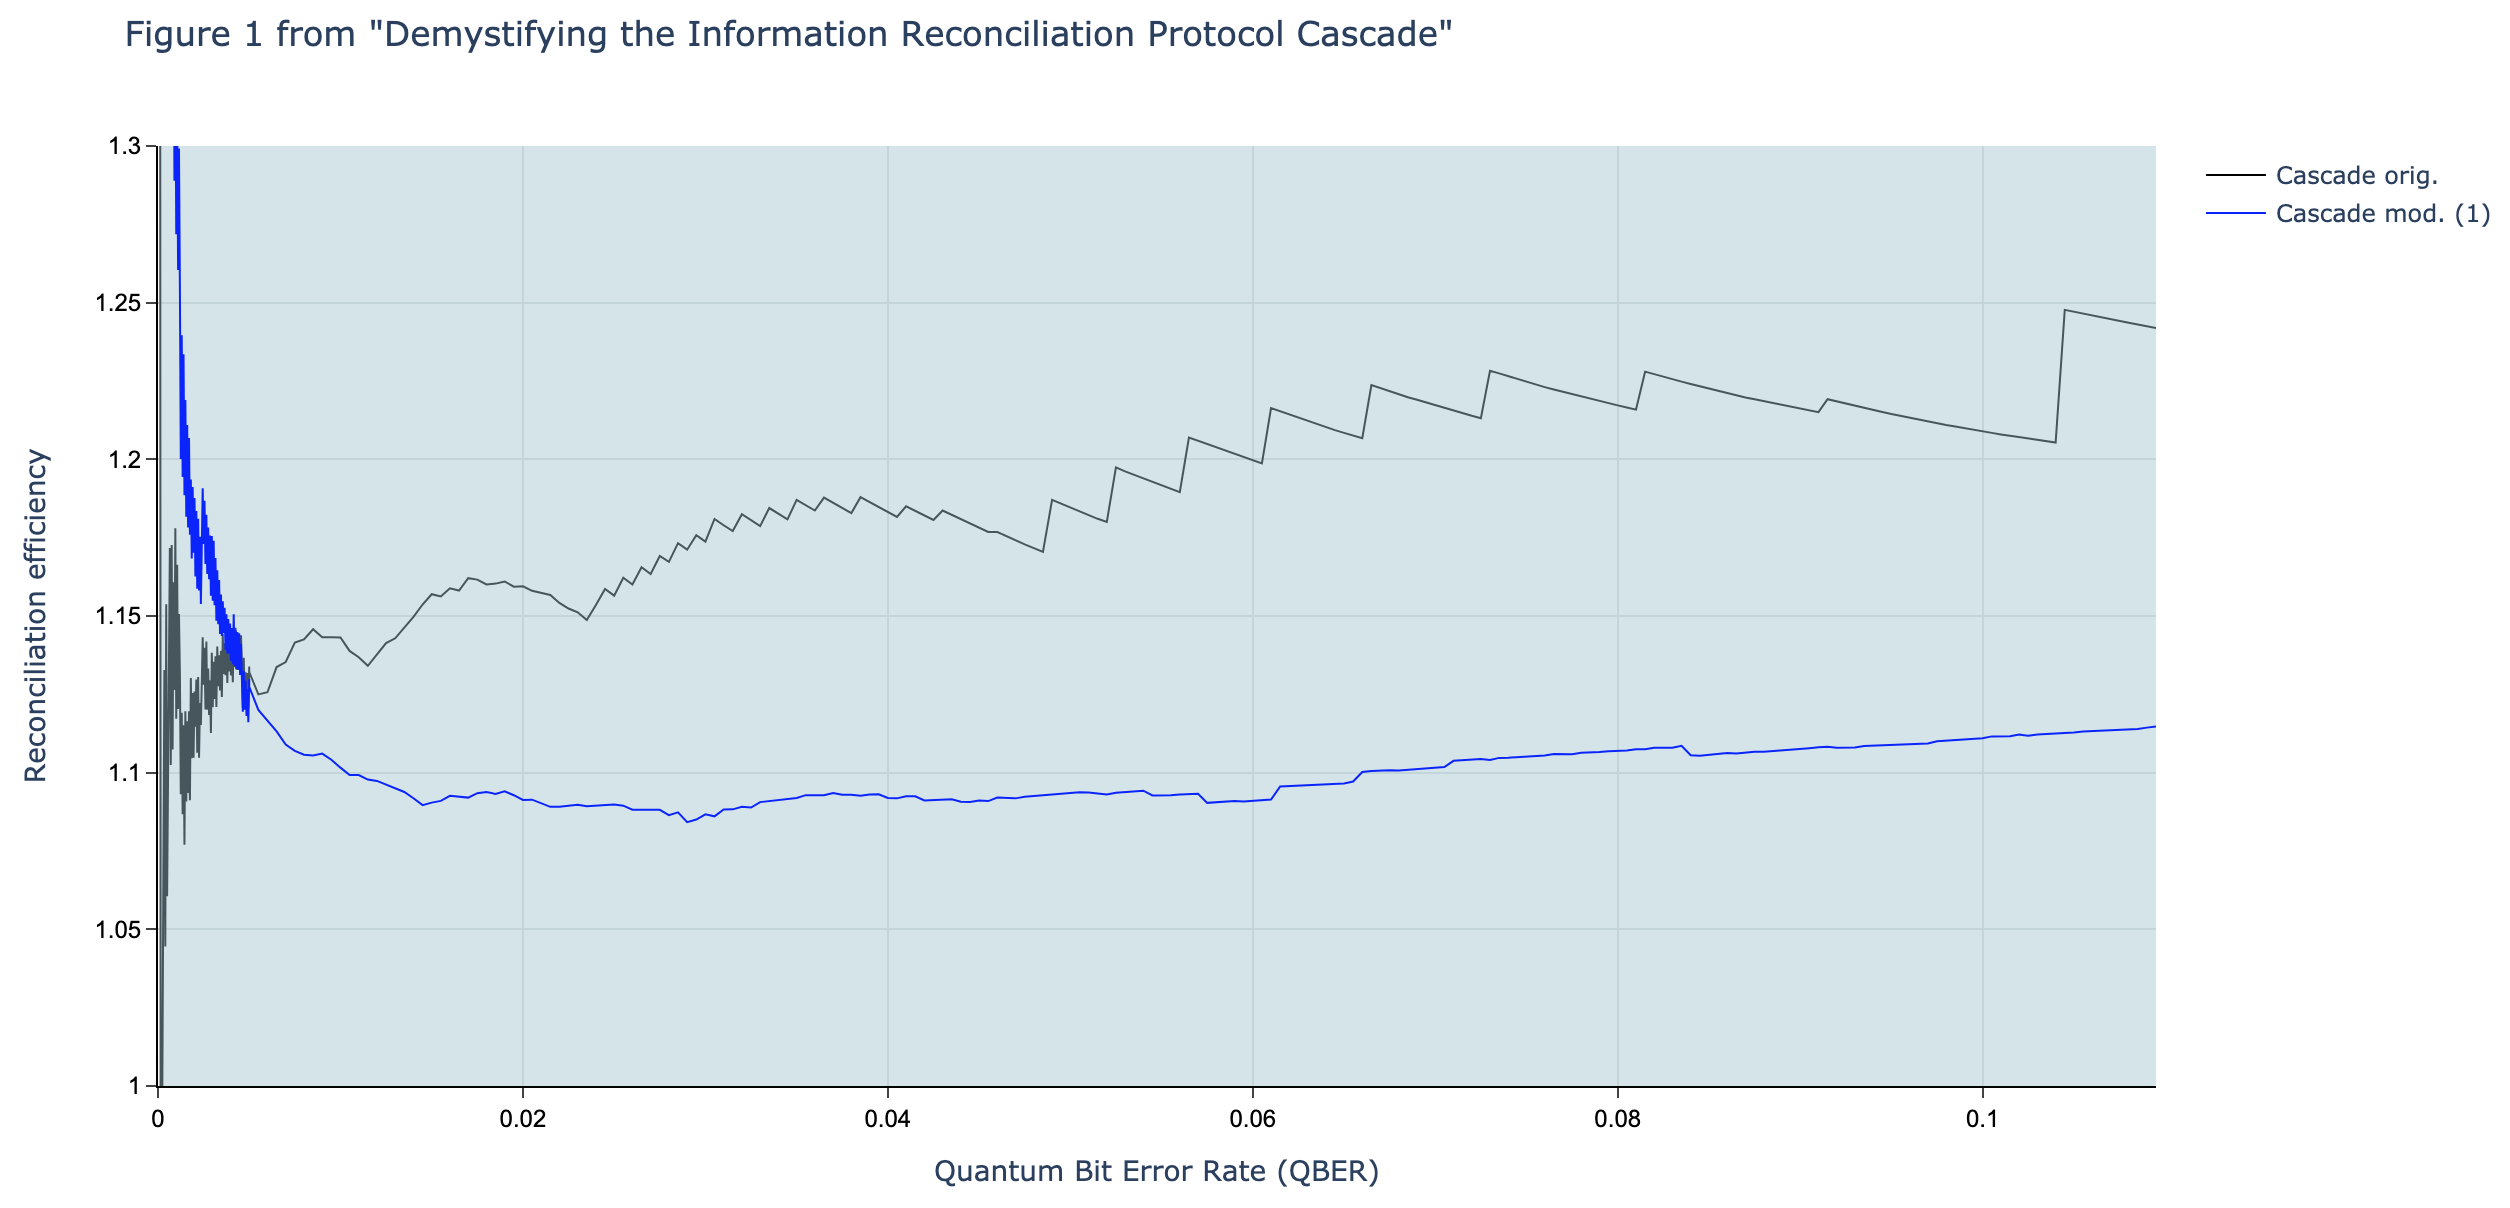 Figure 1 from "Demystifying the Information Reconciliation Protocol Cascade"
1.3
1.25
1.2
1.15
1.1
1.05
1
Reconciliation efficiency
0
0.02
0.04
0.06
0.08
0.1
Quantum Bit Error Rate (QBER)
Cascade orig.
Cascade mod. (1)